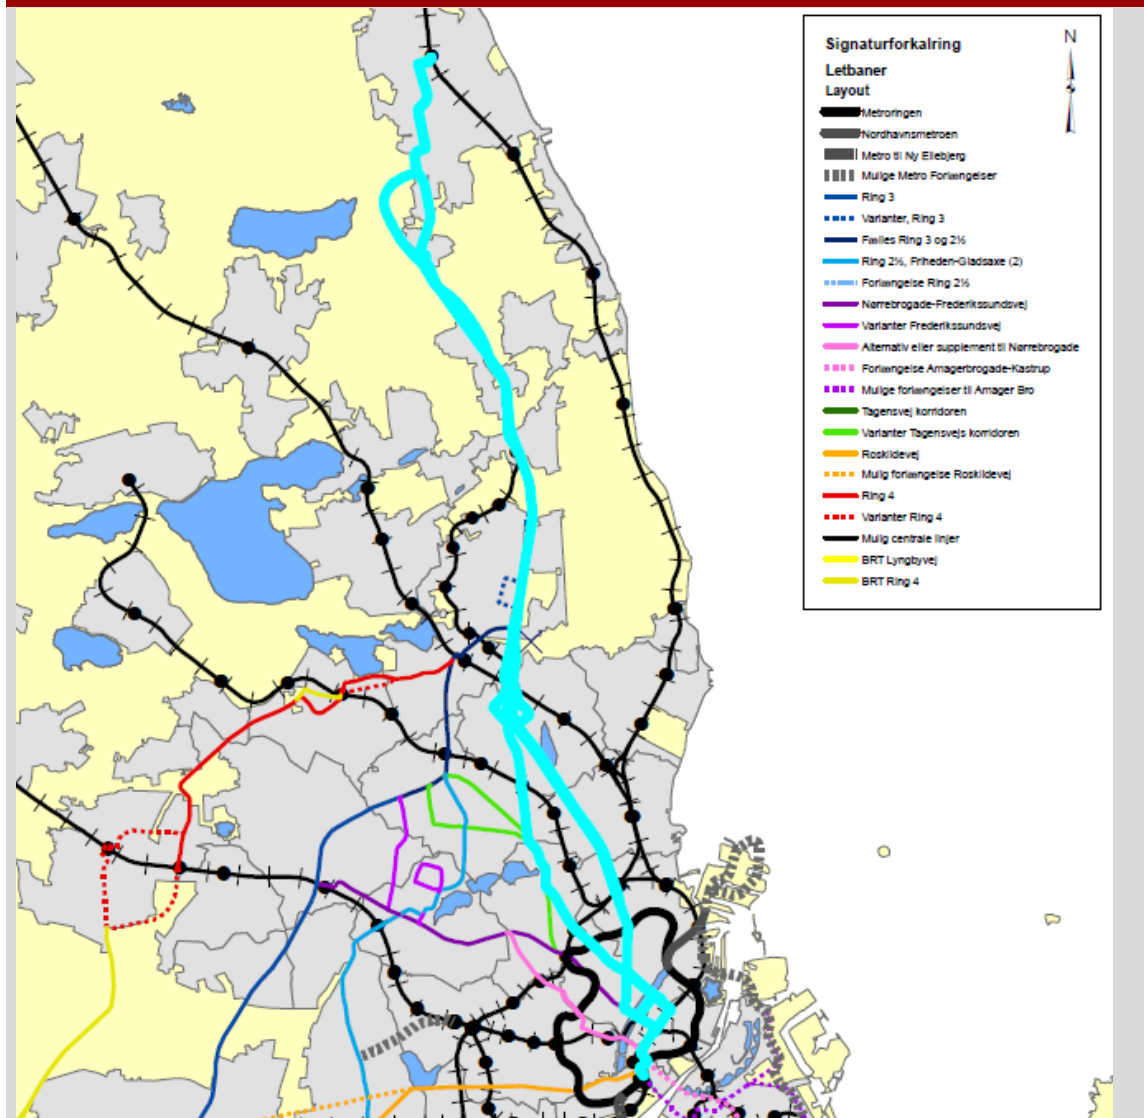 Signaturforkalring
N
Letbaner
Layout
Metroringen
Nordhavnsmetroen
Metro til Ny Ellebjerg
Mulige Metro Forlængelser
Ring 3
Varianter, Ring 3
Fælles Ring 3 og 2½
Ring 2½, Friheden-Gladsaxe (2)
Forlængelse Ring 2½
Nørrebrogade-Frederikssundsvej
Varianter Frederikssundsvej
Alternativ eller supplement til Nørrebrogade
Forlængelse Amagerbrogade-Kastrup
Mulige forlængelser til Amager Bro
Tagensvej korridoren
Varianter Tagensvejs korridoren
Roskildevej
Mulig forlængelse Roskildevej
Ring 4
Varianter Ring 4
Mulig centrale linjer
BRT Lyngbyvej
BRT Ring 4